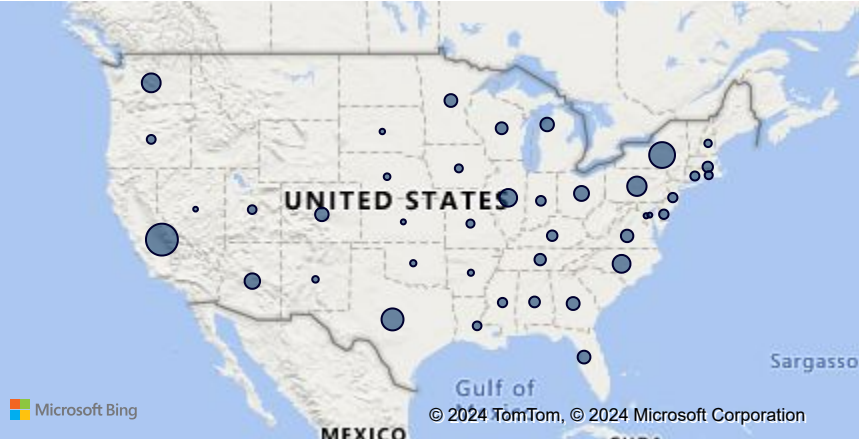 UNITED STATES
Sargasso
Gulf of
Microsoft Bing
© 2024 TomTom, © 2024 Microsoft Corporation
MEXICO